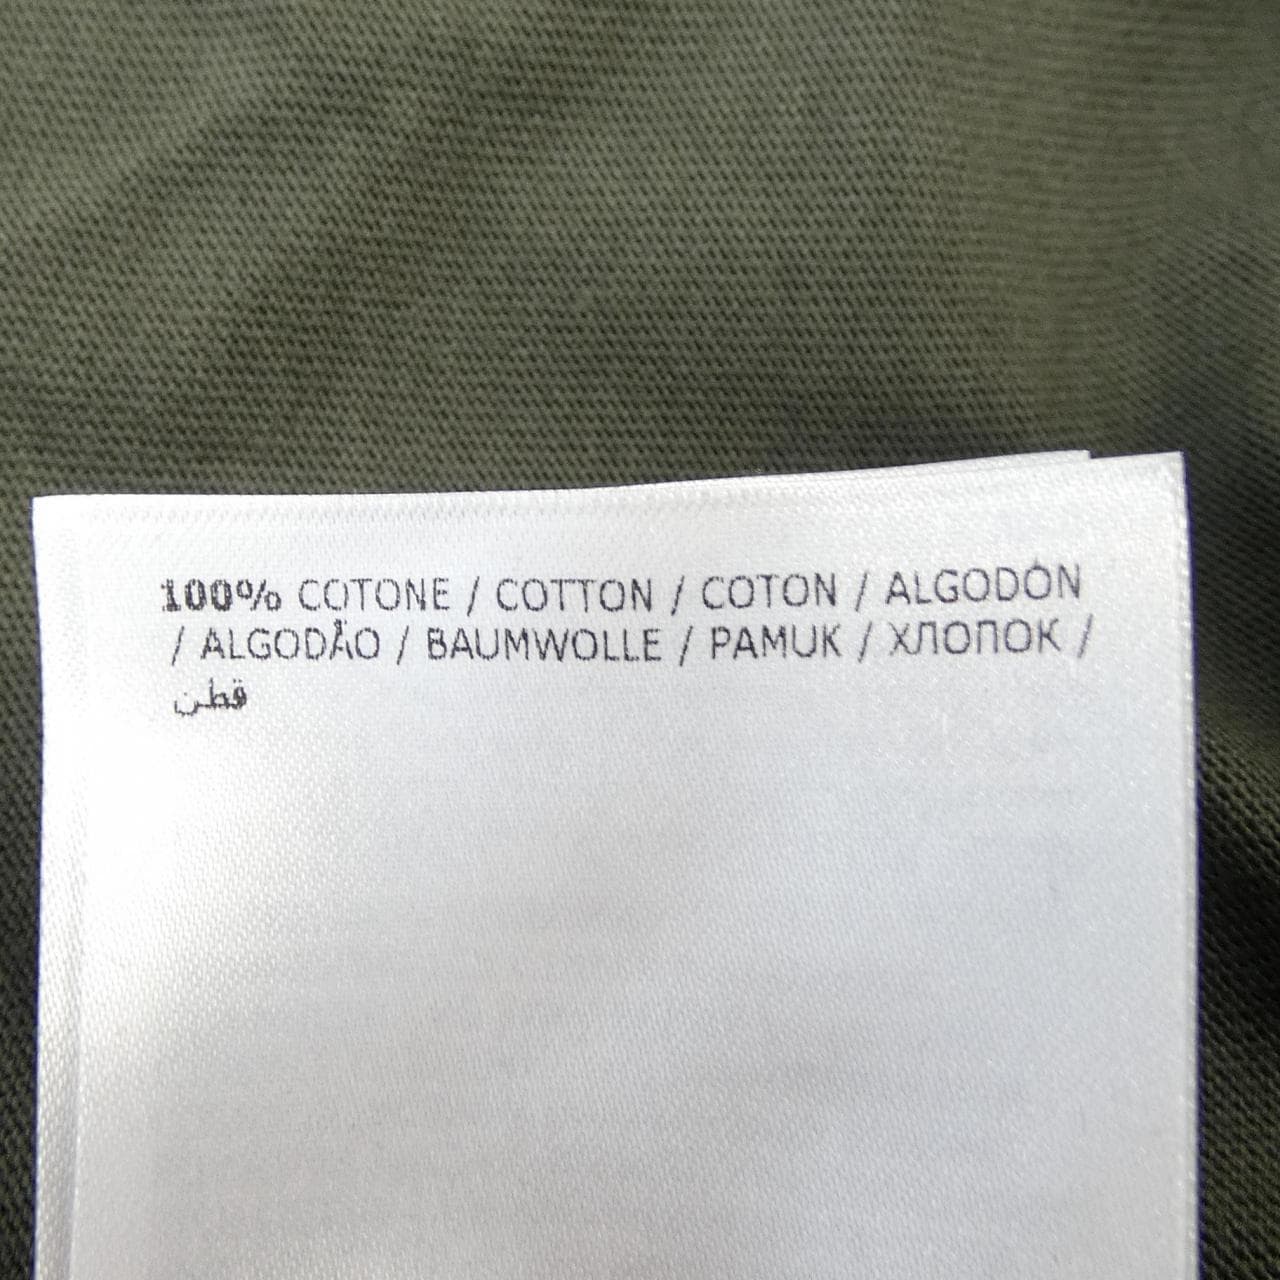 100% COTONE / COTTON / COTON / ALGODÓN
/ ALGODÃO / BAUMWOLLE / PAMUK / ХЛОПОК /
قطن